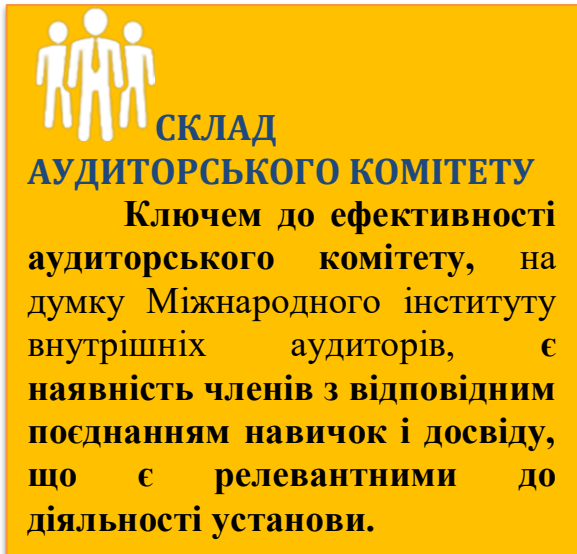 СКЛАД
АУДИТОРСЬКОГО КОМІТЕТУ
Ключем до ефективності
аудиторського комітету, на
думку Міжнародного інституту
внутрішніх аудиторів, є
наявність членів з відповідним
поєднанням навичок і досвіду,
що є релевантними до
діяльності установи.